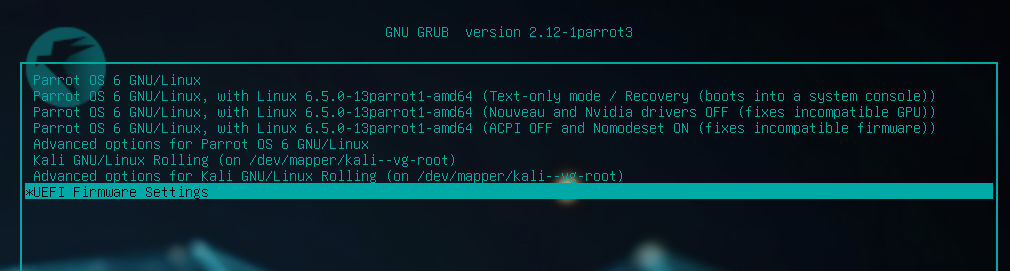 GNU GRUB  version 2.12-1parrot3
Parrot OS 6 GNU/Linux
Parrot OS 6 GNU/Linux, with Linux 6.5.0-13parrot1-amd64 (Text-only mode / Recovery (boots into a system console))
Parrot OS 6 GNU/Linux, with Linux 6.5.0-13parrot1-amd64 (Nouveau and Nvidia drivers OFF (fixes incompatible GPU))
Parrot OS 6 GNU/Linux, with Linux 6.5.0-13parrot1-amd64 (ACPI OFF and Nomodeset ON (fixes incompatible firmware))
Advanced options for Parrot OS 6 GNU/Linux
Kali GNU/Linux Rolling (on /dev/mapper/kali--vg-root)
Advanced options for Kali GNU/Linux Rolling (on /dev/mapper/kali--vg-root)
*UEFI Firmware Settings